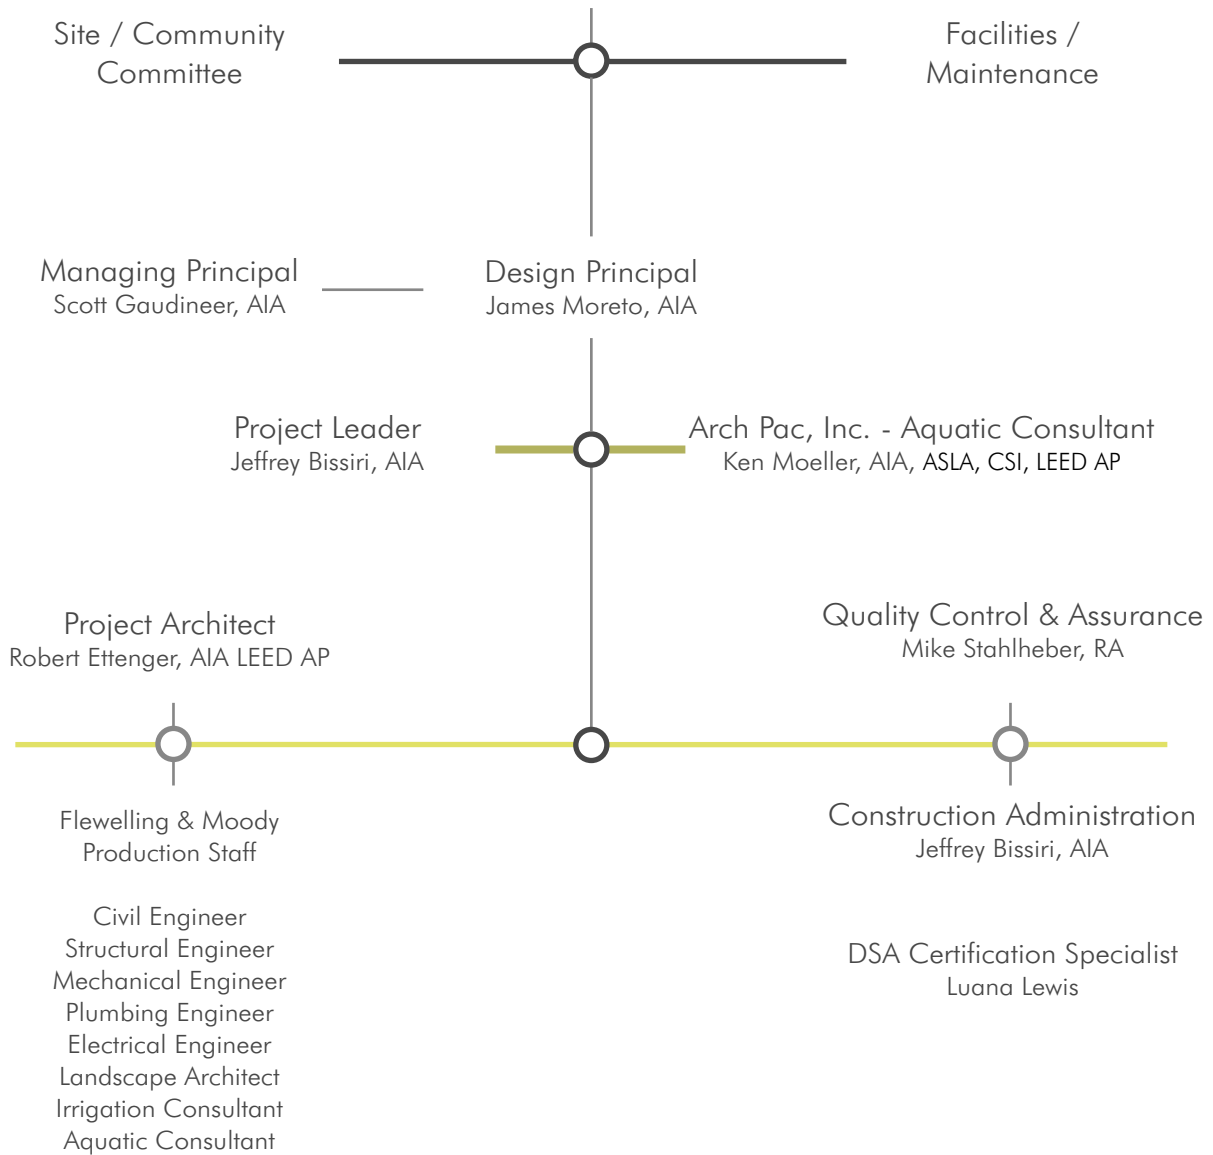 Site / Community
Committee
Facilities /
Maintenance
Managing Principal
Scott Gaudineer, AIA
Design Principal
James Moreto, AIA
Project Leader
Jeffrey Bissiri, AIA
Arch Pac, Inc. - Aquatic Consultant
Ken Moeller, AIA, ASLA, CSI, LEED AP
Project Architect
Robert Ettenger, AIA LEED AP
Quality Control & Assurance
Mike Stahlheber, RA
Flewelling & Moody
Production Staff
Civil Engineer
Structural Engineer
Mechanical Engineer
Plumbing Engineer
Electrical Engineer
Landscape Architect
Irrigation Consultant
Aquatic Consultant
Construction Administration
Jeffrey Bissiri, AIA
DSA Certification Specialist
Luana Lewis